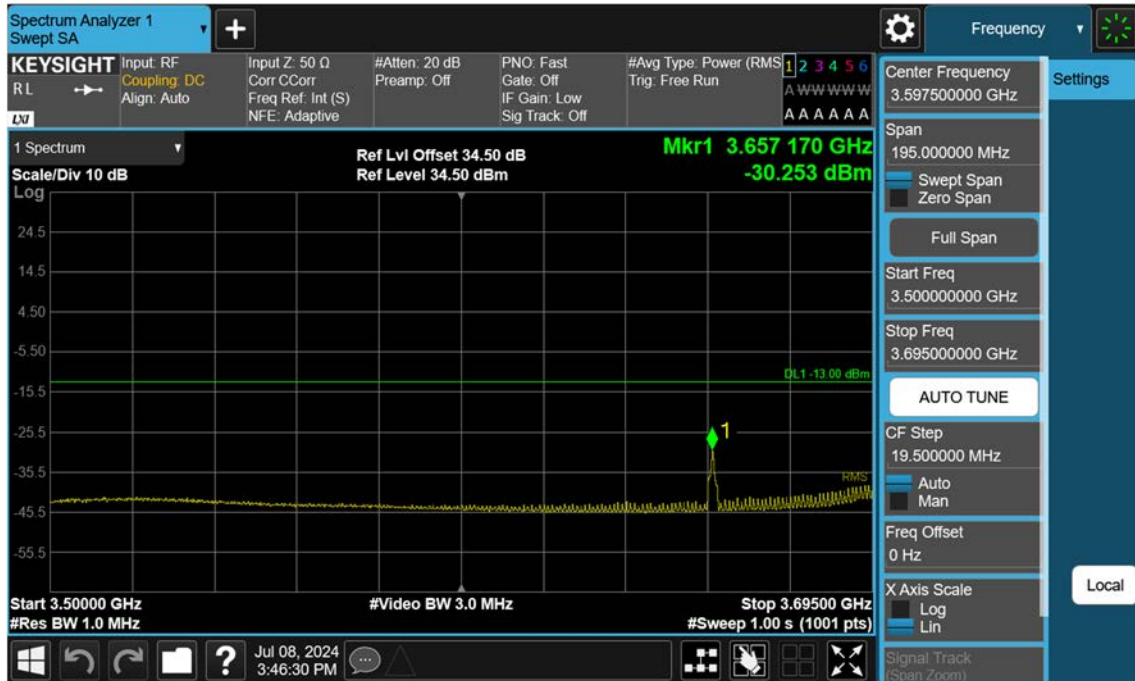 Spectrum Analyzer 1
Swept SA
+
Frequency
KEYSIGHT
RL
LXI
Input: RF
Coupling: DC
Align: Auto
Input Z: 50 Ω
Corr CCorr
Freq Ref: Int (S)
NFE: Adaptive
#Atten: 20 dB
Preamp: Off
PNO: Fast
Gate: Off
IF Gain: Low
Sig Track: Off
#Avg Type: Power (RMS
Trig: Free Run
1 2 3 4 5 6
A W W W W W
A A A A A A
1 Spectrum
Scale/Div 10 dB
Ref Lvl Offset 34.50 dB
Ref Level 34.50 dBm
Mkr1 3.657 170 GHz
-30.253 dBm
Log
24.5
14.5
4.50
-5.50
DL1 -13.00 dBm
-15.5
-25.5
1
-35.5
RMS
-45.5
-55.5
Start 3.50000 GHz
#Video BW 3.0 MHz
Stop 3.69500 GHz
#Res BW 1.0 MHz
#Sweep 1.00 s (1001 pts)
Center Frequency
3.597500000 GHz
Settings
Span
195.000000 MHz
Swept Span
Zero Span
Full Span
Start Freq
3.500000000 GHz
Stop Freq
3.695000000 GHz
AUTO TUNE
CF Step
19.500000 MHz
Auto
Man
Freq Offset
0 Hz
X Axis Scale
Log
Lin
Local
Signal Track
(Span Zoom)
?
Jul 08, 2024
3:46:30 PM